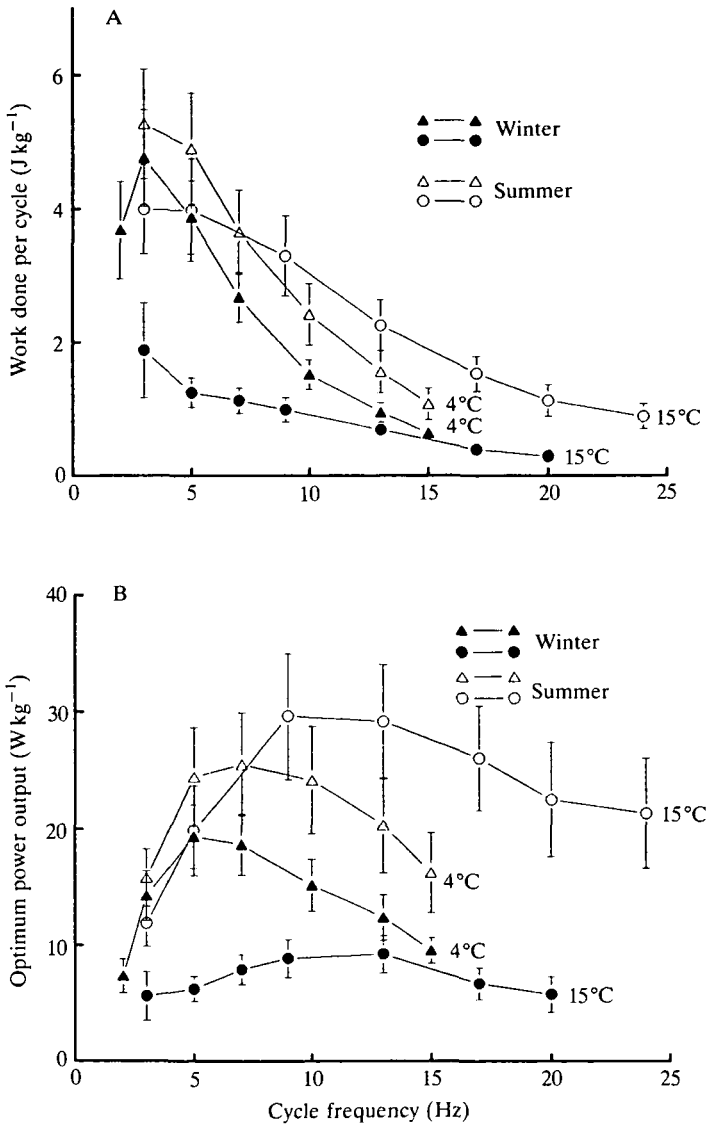 A
6
4
2
0
Work done per cycle (J kg⁻¹)
Winter
Summer
4°C
4°C
15°C
15°C
0 5 10 15 20 25
B
40
30
20
10
0
Optimum power output (W kg⁻¹)
Winter
Summer
15°C
4°C
4°C
15°C
0 5 10 15 20 25
Cycle frequency (Hz)